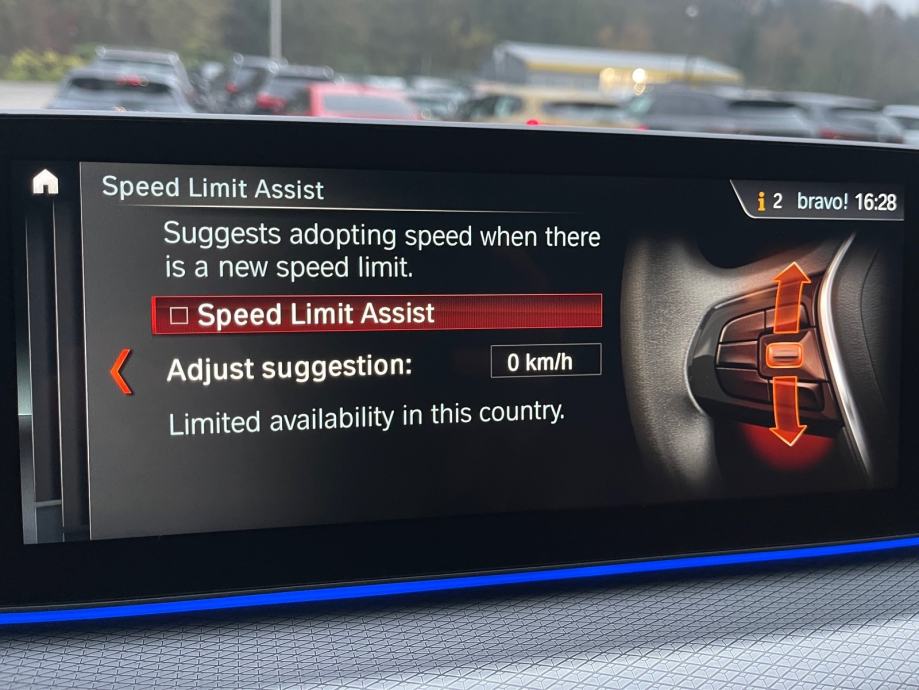 Speed Limit Assist
i 2 bravo! 16:28
Suggests adopting speed when there
is a new speed limit.
Speed Limit Assist
Adjust suggestion: 0 km/h
Limited availability in this country.